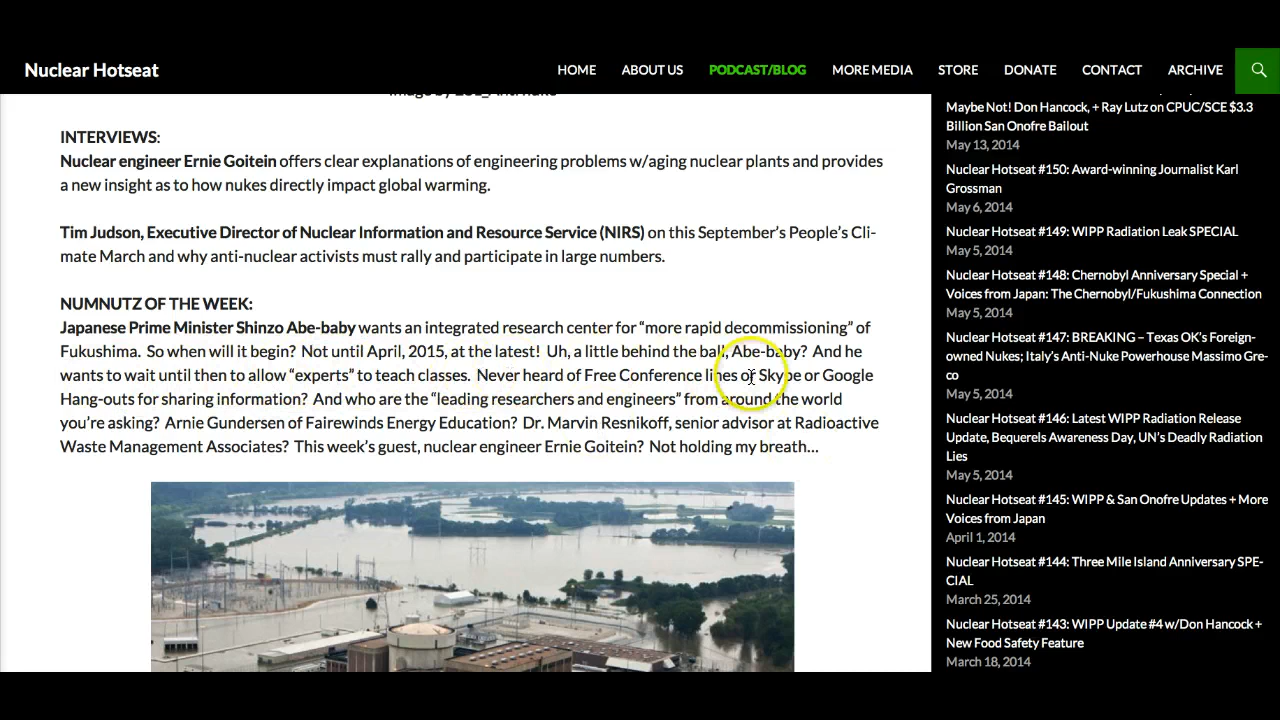 Nuclear Hotseat
HOME ABOUT US PODCAST/BLOG MORE MEDIA STORE DONATE CONTACT ARCHIVE
INTERVIEWS:
Nuclear engineer Ernie Goitein offers clear explanations of engineering problems w/aging nuclear plants and provides
a new insight as to how nukes directly impact global warming.
Tim Judson, Executive Director of Nuclear Information and Resource Service (NIRS) on this September’s People’s Cli-
mate March and why anti-nuclear activists must rally and participate in large numbers.
NUMNUTZ OF THE WEEK:
Japanese Prime Minister Shinzo Abe-baby wants an integrated research center for “more rapid decommissioning” of
Fukushima. So when will it begin? Not until April, 2015, at the latest! Uh, a little behind the ball, Abe-baby? And he
wants to wait until then to allow “experts” to teach classes. Never heard of Free Conference lines or Skype or Google
Hang-outs for sharing information? And who are the “leading researchers and engineers” from around the world
you’re asking? Arnie Gundersen of Fairewinds Energy Education? Dr. Marvin Resnikoff, senior advisor at Radioactive
Waste Management Associates? This week’s guest, nuclear engineer Ernie Goitein? Not holding my breath…
Maybe Not! Don Hancock, + Ray Lutz on CPUC/SCE $3.3
Billion San Onofre Bailout
May 13, 2014
Nuclear Hotseat #150: Award-winning Journalist Karl
Grossman
May 6, 2014
Nuclear Hotseat #149: WIPP Radiation Leak SPECIAL
May 5, 2014
Nuclear Hotseat #148: Chernobyl Anniversary Special +
Voices from Japan: The Chernobyl/Fukushima Connection
May 5, 2014
Nuclear Hotseat #147: BREAKING – Texas OK’s Foreign-
owned Nukes; Italy’s Anti-Nuke Powerhouse Massimo Gre-
co
May 5, 2014
Nuclear Hotseat #146: Latest WIPP Radiation Release
Update, Bequerels Awareness Day, UN’s Deadly Radiation
Lies
May 5, 2014
Nuclear Hotseat #145: WIPP & San Onofre Updates + More
Voices from Japan
April 1, 2014
Nuclear Hotseat #144: Three Mile Island Anniversary SPE-
CIAL
March 25, 2014
Nuclear Hotseat #143: WIPP Update #4 w/Don Hancock +
New Food Safety Feature
March 18, 2014